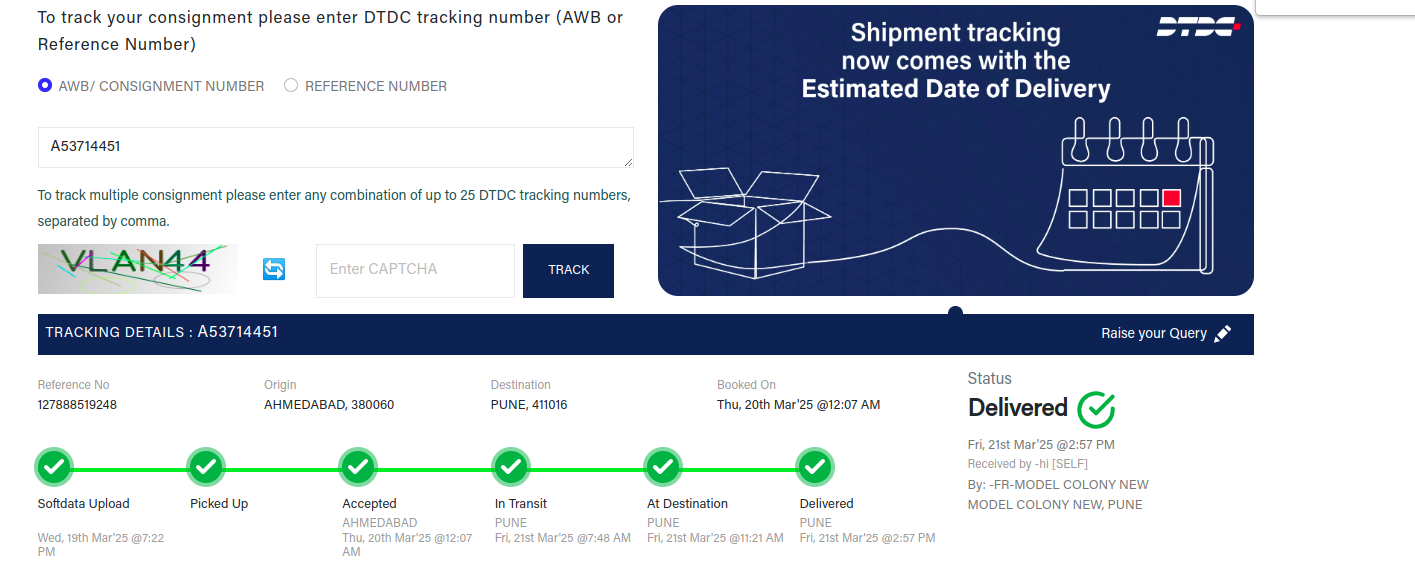 To track your consignment please enter DTDC tracking number (AWB or
Reference Number)
AWB/ CONSIGNMENT NUMBER
REFERENCE NUMBER
A53714451
To track multiple consignment please enter any combination of up to 25 DTDC tracking numbers,
separated by comma.
VLAN44
Enter CAPTCHA
TRACK
Shipment tracking
now comes with the
Estimated Date of Delivery
DTDC
TRACKING DETAILS : A53714451
Raise your Query
Reference No
127888519248
Origin
AHMEDABAD, 380060
Destination
PUNE, 411016
Booked On
Thu, 20th Mar'25 @12:07 AM
Status
Delivered
Fri, 21st Mar'25 @2:57 PM
Received by -hi [SELF]
By: -FR-MODEL COLONY NEW
MODEL COLONY NEW, PUNE
Softdata Upload
Wed, 19th Mar'25 @7:22
PM
Picked Up
Accepted
AHMEDABAD
Thu, 20th Mar'25 @12:07
AM
In Transit
PUNE
Fri, 21st Mar'25 @7:48 AM
At Destination
PUNE
Fri, 21st Mar'25 @11:21 AM
Delivered
PUNE
Fri, 21st Mar'25 @2:57 PM